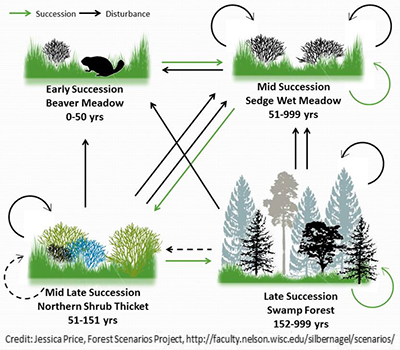 Succession
Disturbance
Early Succession
Beaver Meadow
0-50 yrs
Mid Succession
Sedge Wet Meadow
51-999 yrs
Mid Late Succession
Northern Shrub Thicket
51-151 yrs
Late Succession
Swamp Forest
152-999 yrs
Credit: Jessica Price, Forest Scenarios Project, http://faculty.nelson.wisc.edu/silbernagel/scenarios/